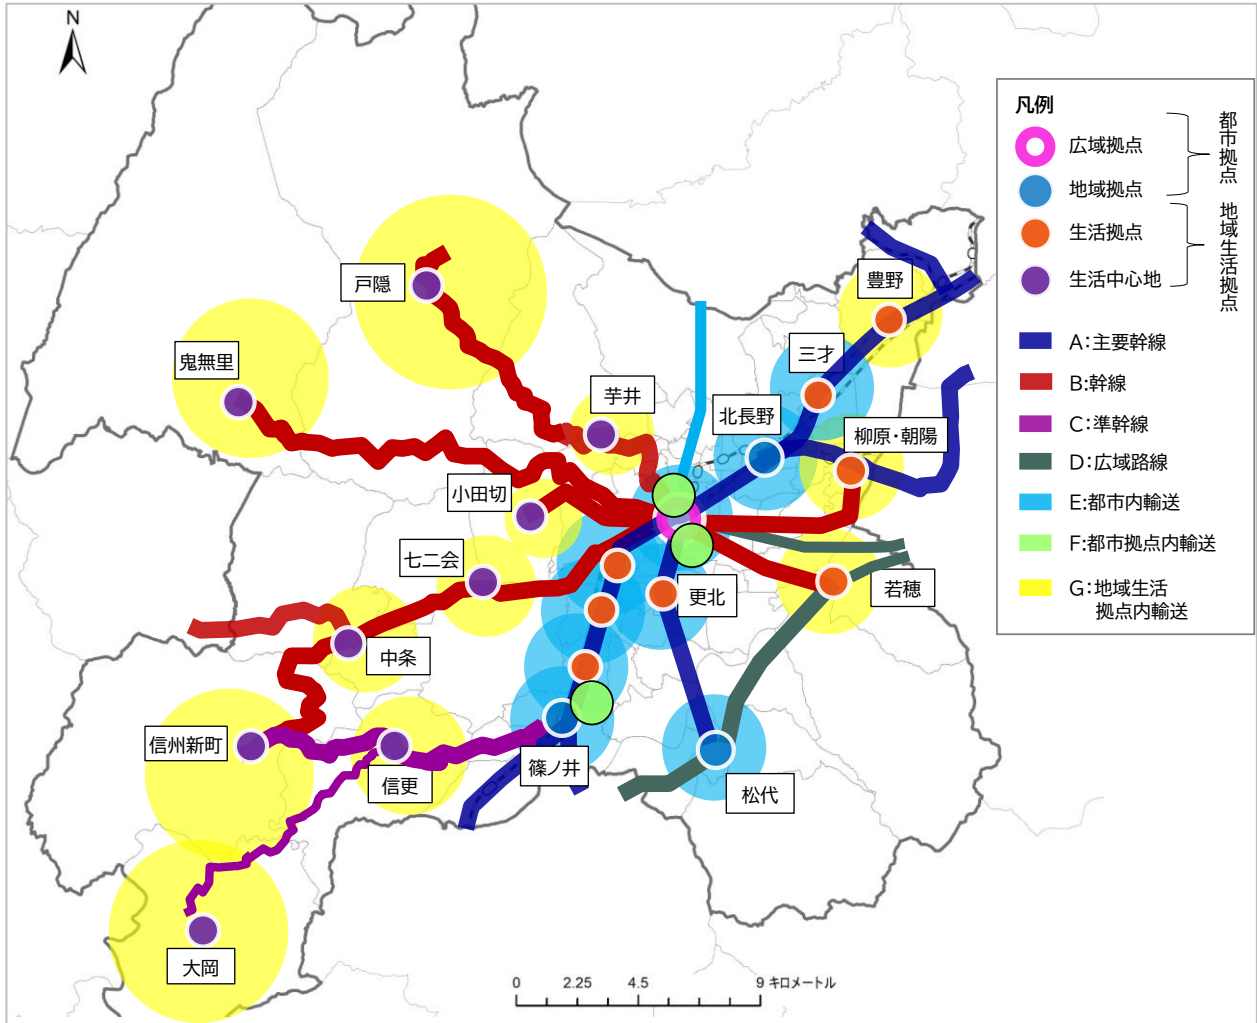 N
凡例
広域拠点
地域拠点
都市拠点
生活拠点
生活中心地
地域生活拠点
A：主要幹線
B:幹線
C：準幹線
D：広域路線
E:都市内輸送
F:都市拠点内輸送
G：地域生活
拠点内輸送
戸隠
豊野
鬼無里
三才
芋井
北長野
柳原・朝陽
小田切
七二会
更北
若穂
中条
信州新町
信更
篠ノ井
松代
大岡
0 2.25 4.5 9 キロメートル